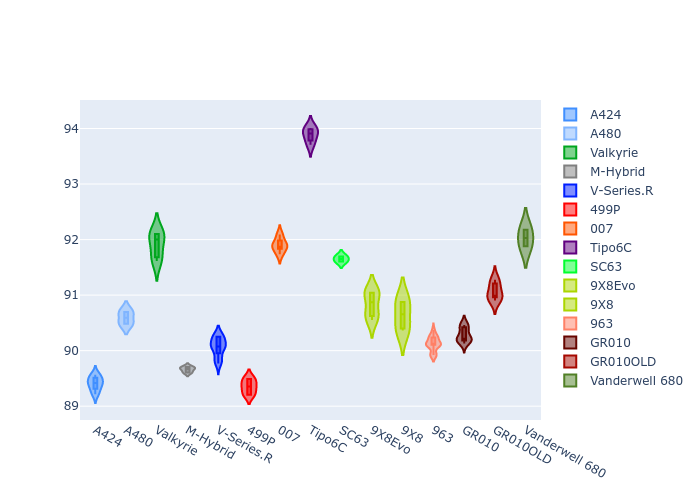 94
93
92
91
90
89
A424
A480
Valkyrie
M-Hybrid
V-Series.R
499P
007
Tipo6C
SC63
9X8Evo
9X8
963
GR010
GR010OLD
Vanderwell 680
A424
A480
Valkyrie
M-Hybrid
V-Series.R
499P
007
Tipo6C
SC63
9X8Evo
9X8
963
GR010
GR010OLD
Vanderwell 680